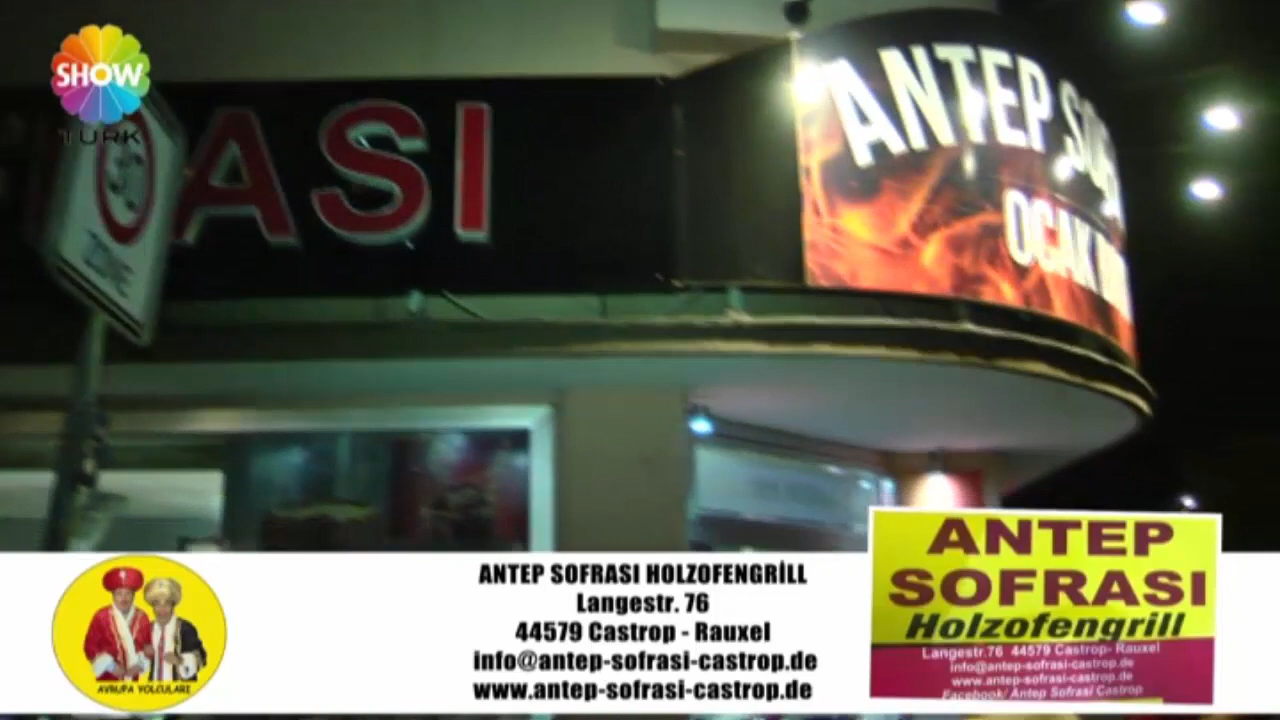 SHOW
TURK
ASI
ZONE
ANTEP
OCAK
ANTEP SOFRASI HOLZOFENGRİLL
Langestr. 76
44579 Castrop - Rauxel
info@antep-sofrasi-castrop.de
www.antep-sofrasi-castrop.de
AVRUPA YOLCULARI
ANTEP
SOFRASI
Holzofengrill
Langestr.76 44579 Castrop- Rauxel
info@antep-sofrasi-castrop.de
www.antep-sofrasi-castrop.de
Facebook/ Antep Sofrasi Castrop